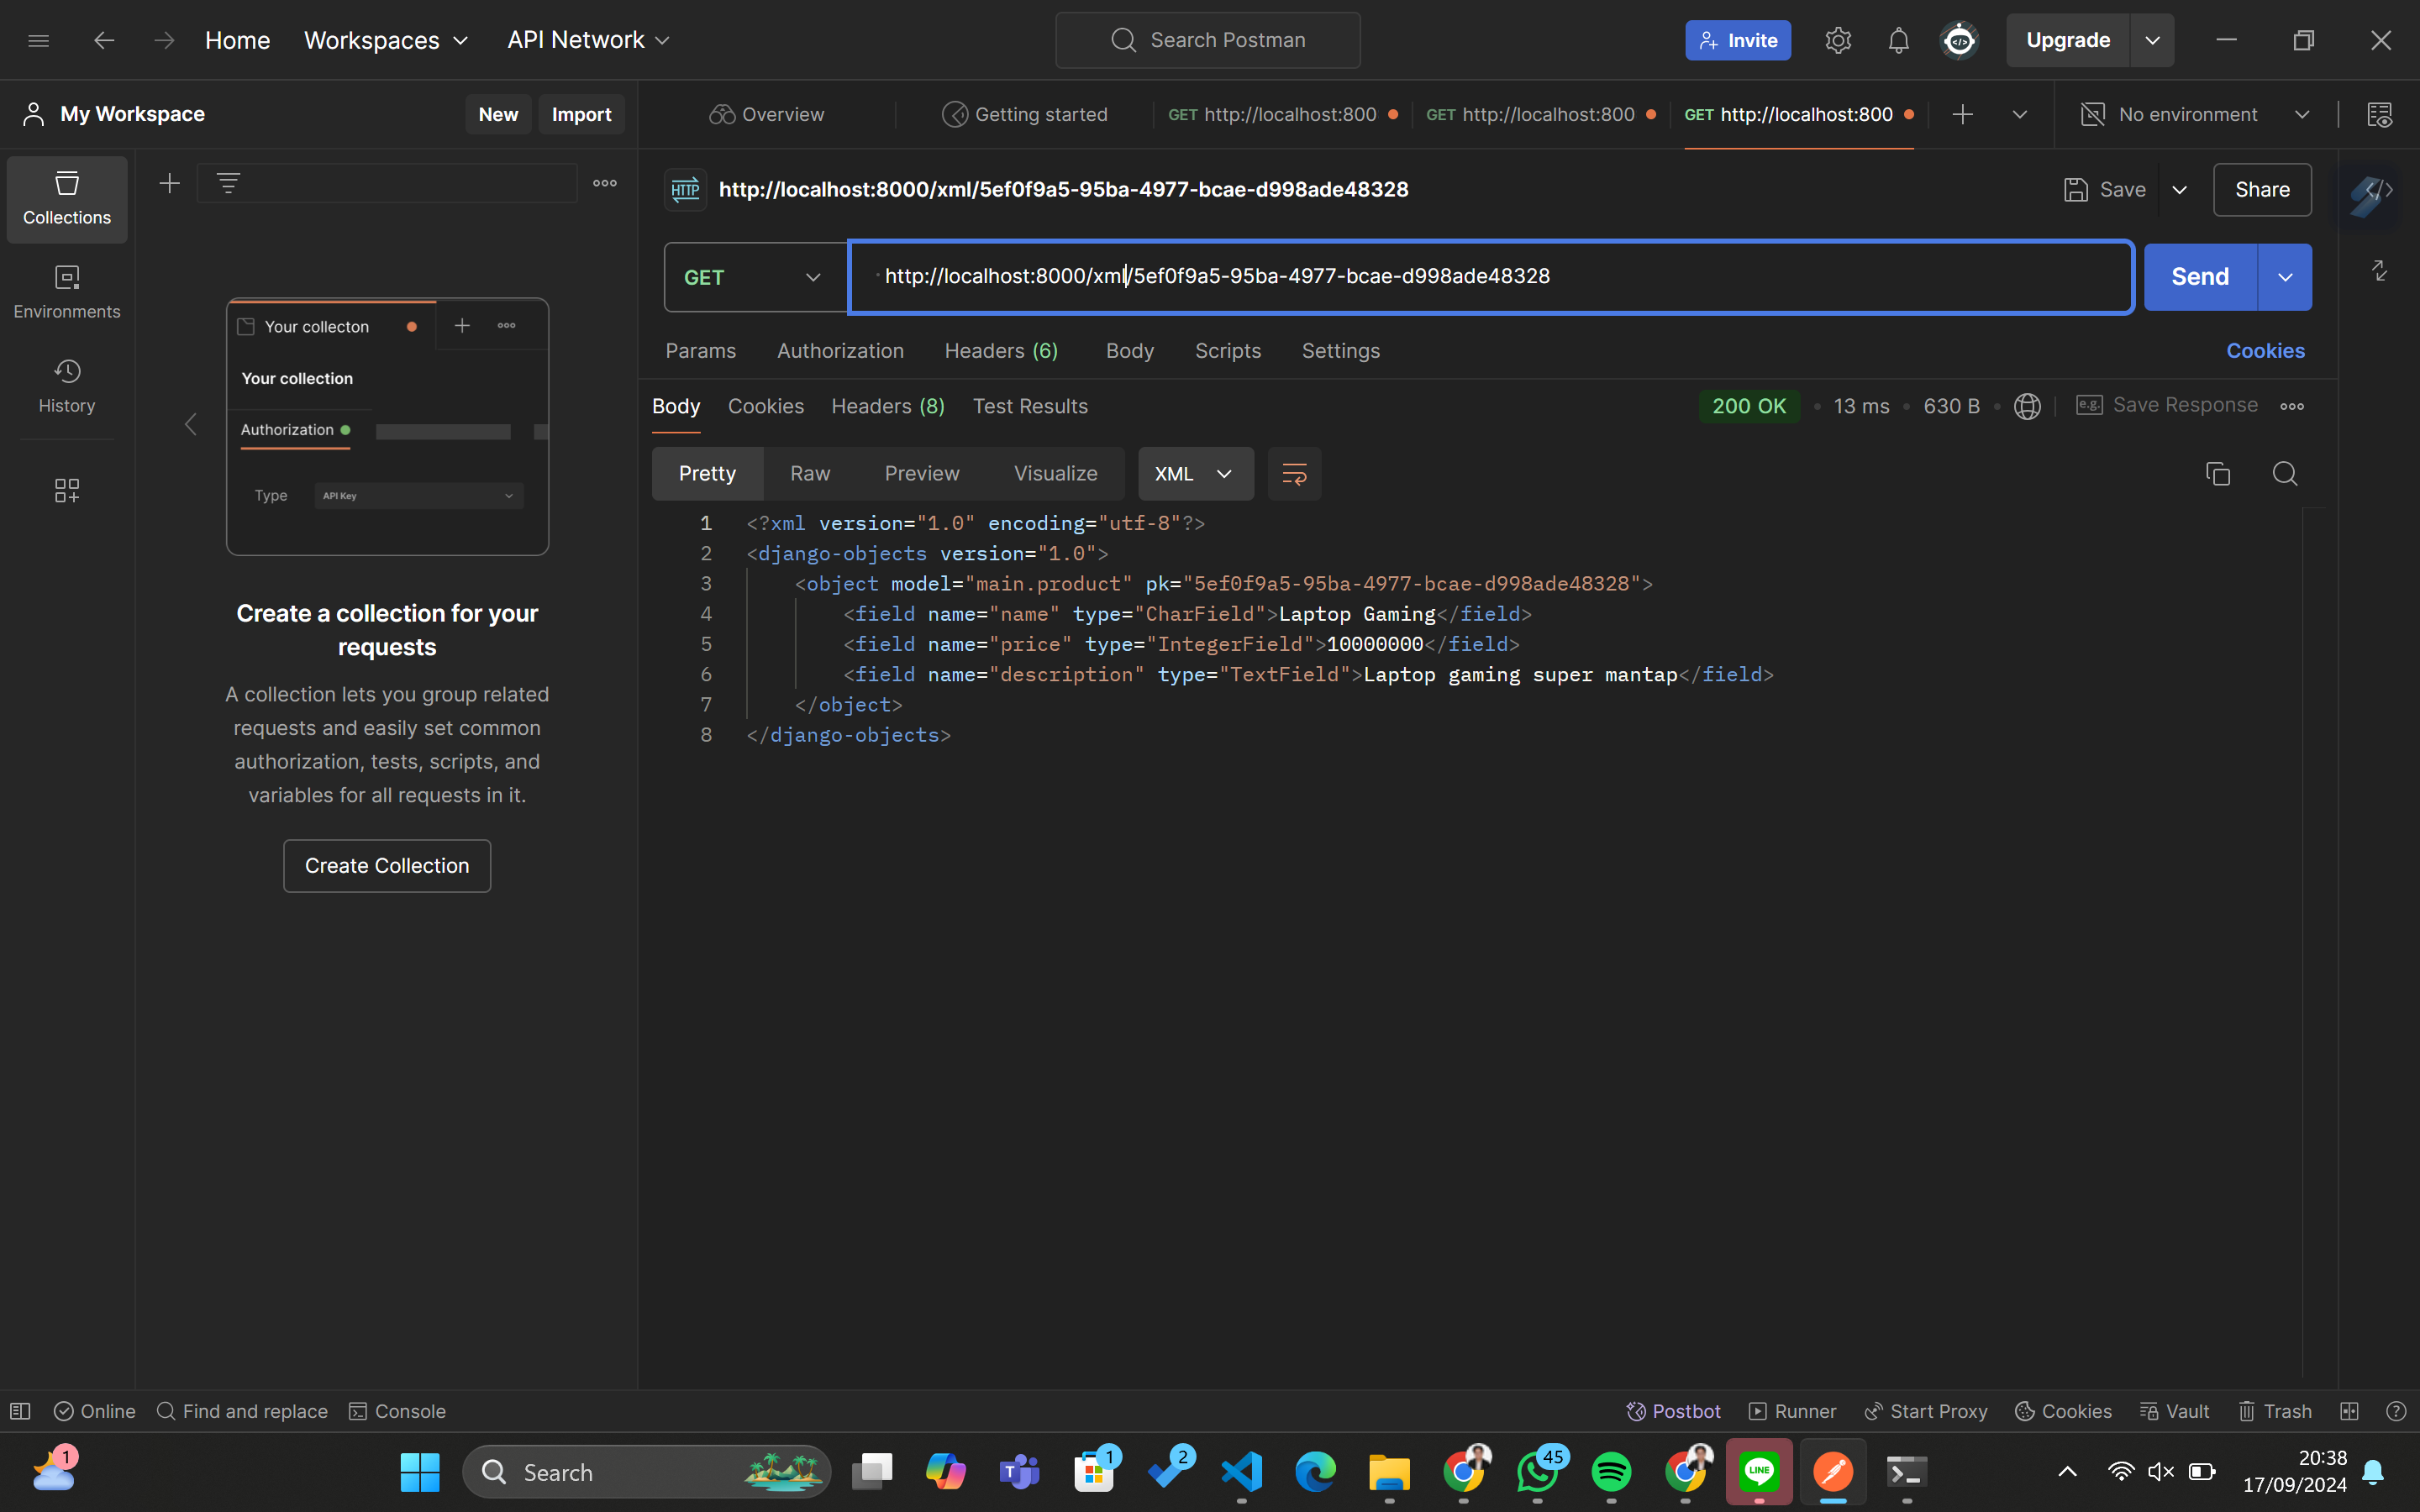 Home Workspaces API Network Search Postman Invite Upgrade
My Workspace New Import Overview Getting started GET http://localhost:800 GET http://localhost:800 GET http://localhost:800 No environment
Collections
Environments
History
Your collecton
Your collection
Authorization
Type API Key
Create a collection for your
requests
A collection lets you group related
requests and easily set common
authorization, tests, scripts, and
variables for all requests in it.
Create Collection
HTTP http://localhost:8000/xml/5ef0f9a5-95ba-4977-bcae-d998ade48328 Save Share
GET http://localhost:8000/xml/5ef0f9a5-95ba-4977-bcae-d998ade48328 Send
Params Authorization Headers (6) Body Scripts Settings Cookies
Body Cookies Headers (8) Test Results 200 OK • 13 ms • 630 B • e.g. Save Response
Pretty Raw Preview Visualize XML
1 <?xml version="1.0" encoding="utf-8"?>
2 <django-objects version="1.0">
3 <object model="main.product" pk="5ef0f9a5-95ba-4977-bcae-d998ade48328">
4 <field name="name" type="CharField">Laptop Gaming</field>
5 <field name="price" type="IntegerField">10000000</field>
6 <field name="description" type="TextField">Laptop gaming super mantap</field>
7 </object>
8 </django-objects>
Online Find and replace Console Postbot Runner Start Proxy Cookies Vault Trash
1 Search T 1 2 45 LINE 20:38
17/09/2024